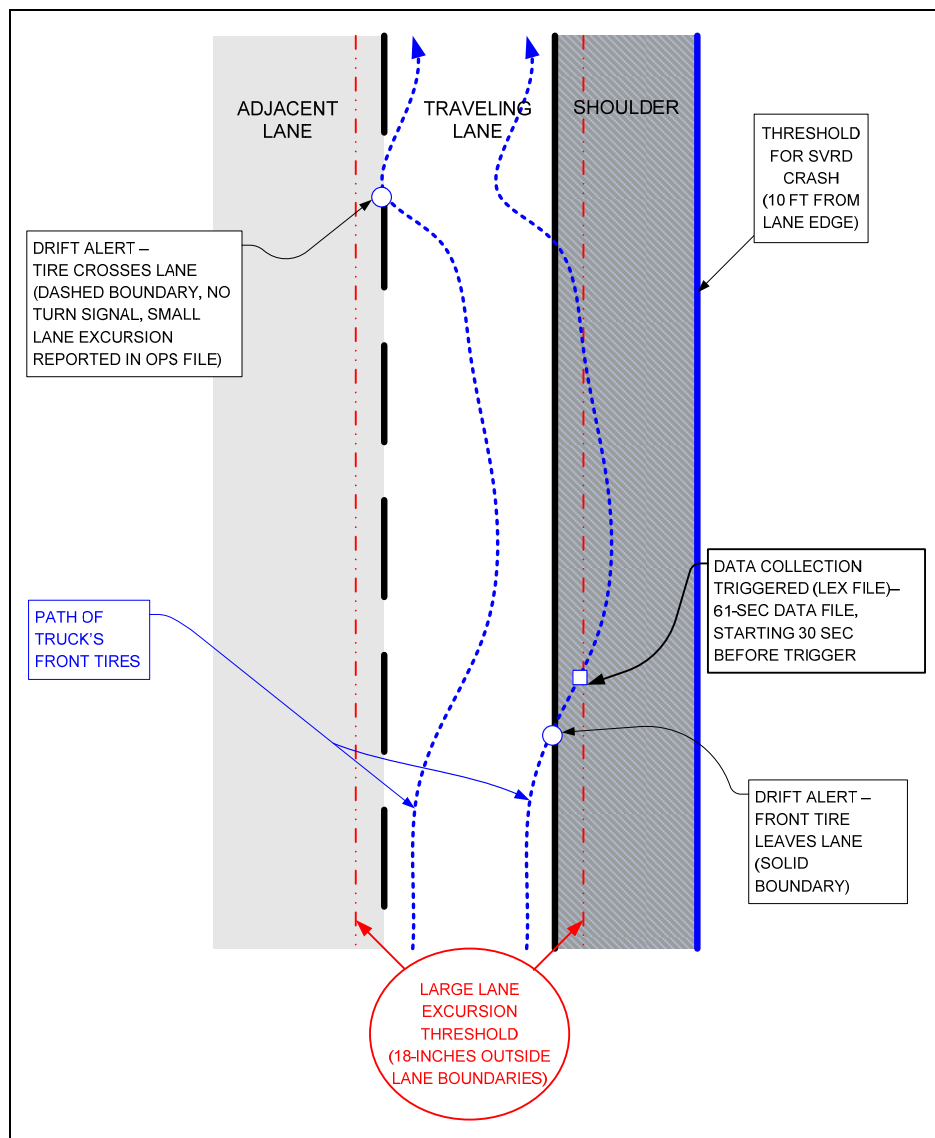 ADJACENT
LANE
TRAVELING
LANE
SHOULDER
THRESHOLD
FOR SVRD
CRASH
(10 FT FROM
LANE EDGE)
DRIFT ALERT –
TIRE CROSSES LANE
(DASHED BOUNDARY, NO
TURN SIGNAL, SMALL
LANE EXCURSION
REPORTED IN OPS FILE)
DATA COLLECTION
TRIGGERED (LEX FILE)–
61-SEC DATA FILE,
STARTING 30 SEC
BEFORE TRIGGER
PATH OF
TRUCK'S
FRONT TIRES
DRIFT ALERT –
FRONT TIRE
LEAVES LANE
(SOLID
BOUNDARY)
LARGE LANE
EXCURSION
THRESHOLD
(18-INCHES OUTSIDE
LANE BOUNDARIES)